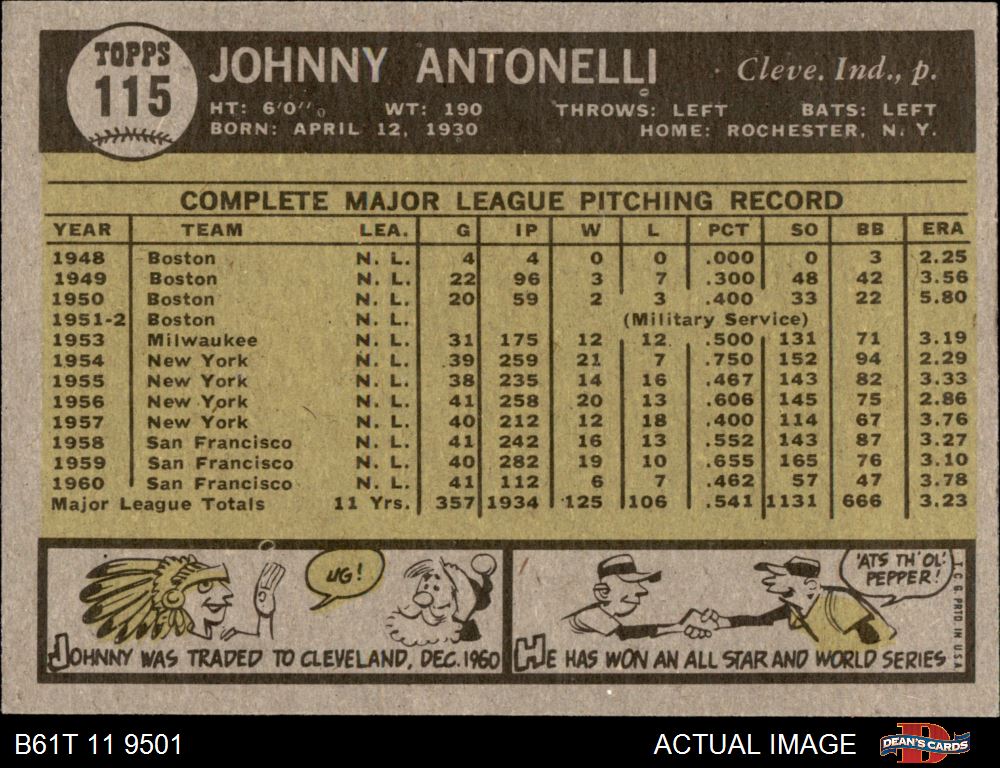 TOPPS
115
JOHNNY ANTONELLI
Cleve. Ind., p.
HT: 6'0" WT: 190 THROWS: LEFT BATS: LEFT
BORN: APRIL 12, 1930 HOME: ROCHESTER, N. Y.
COMPLETE MAJOR LEAGUE PITCHING RECORD
YEAR TEAM LEA. G IP W L PCT SO BB ERA
1948 Boston N. L. 4 4 0 0 .000 0 3 2.25
1949 Boston N. L. 22 96 3 7 .300 48 42 3.56
1950 Boston N. L. 20 59 2 3 .400 33 22 5.80
1951-2 Boston N. L. (Military Service)
1953 Milwaukee N. L. 31 175 12 12 .500 131 71 3.19
1954 New York N. L. 39 259 21 7 .750 152 94 2.29
1955 New York N. L. 38 235 14 16 .467 143 82 3.33
1956 New York N. L. 41 258 20 13 .606 145 75 2.86
1957 New York N. L. 40 212 12 18 .400 114 67 3.76
1958 San Francisco N. L. 41 242 16 13 .552 143 87 3.27
1959 San Francisco N. L. 40 282 19 10 .655 165 76 3.10
1960 San Francisco N. L. 41 112 6 7 .462 57 47 3.78
Major League Totals 11 Yrs. 357 1934 125 106 .541 1131 666 3.23
UG!
JOHNNY WAS TRADED TO CLEVELAND, DEC. 1960
'ATS TH' OL'
PEPPER!
HE HAS WON AN ALL STAR AND WORLD SERIES
T. C. G. PRTD. IN U.S.A.
B61T 11 9501
ACTUAL IMAGE
DEAN'S CARDS